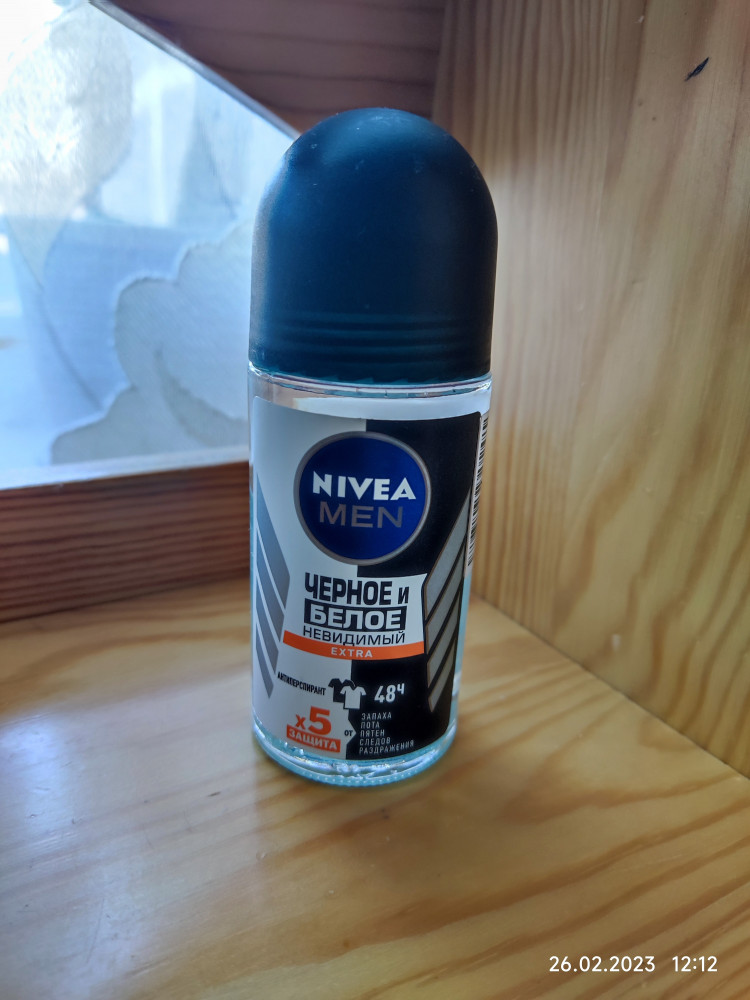 NIVEA
MEN
ЧЕРНОЕ и
БЕЛОЕ
НЕВИДИМЫЙ
EXTRA
АНТИПЕРСПИРАНТ
48ч
x5
ЗАЩИТА
от
ЗАПАХА
ПОТА
ПЯТЕН
СЛЕДОВ
РАЗДРАЖЕНИЯ
26.02.2023 12:12